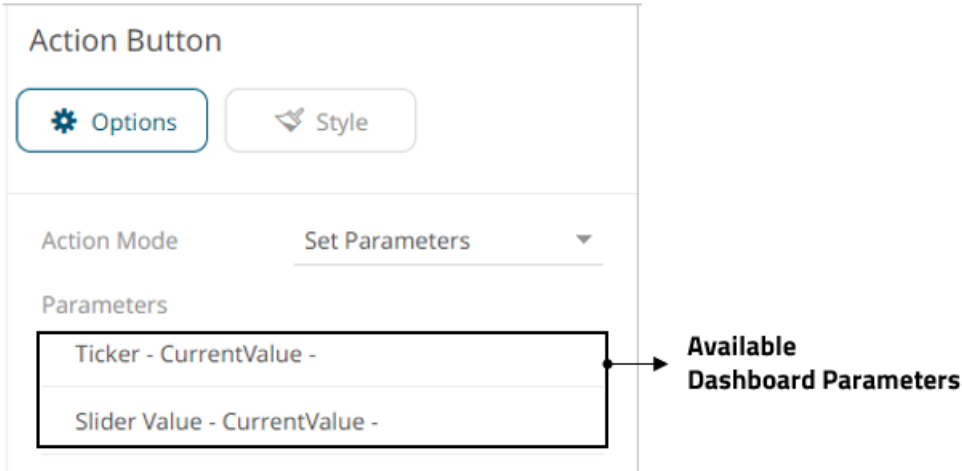 Action Button
Options
Style
Action Mode
Set Parameters
Parameters
Ticker - CurrentValue -
Slider Value - CurrentValue -
Available
Dashboard Parameters